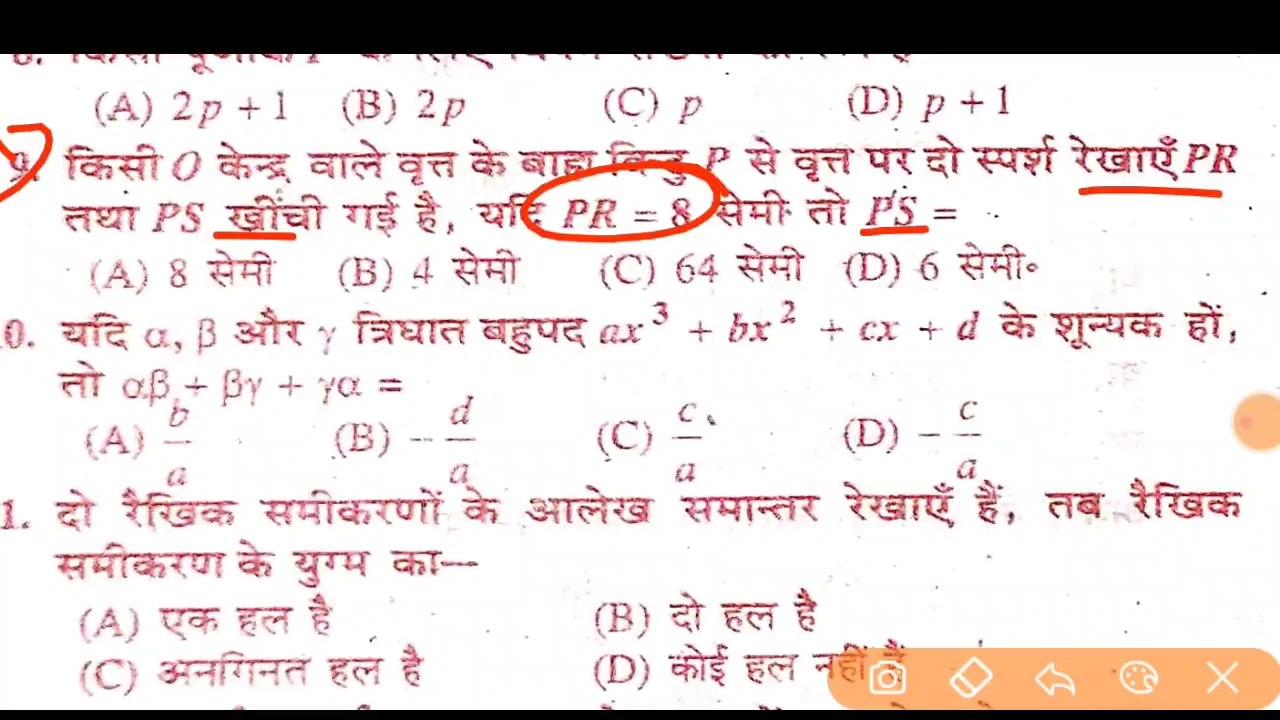 (A) 2p + 1 (B) 2p (C) p (D) p + 1
9. किसी O केन्द्र वाले वृत्त के बाह्य बिन्दु P से वृत्त पर दो स्पर्श रेखाएँ PR
तथा PS खींची गई है, यदि PR = 8 सेमी तो PS =
(A) 8 सेमी (B) 4 सेमी (C) 64 सेमी (D) 6 सेमी
0. यदि α, β और γ त्रिघात बहुपद ax³ + bx² + cx + d के शून्यक हों,
तो αβ + βγ + γα =
(A) b/a (B) – d/a (C) c/a (D) – c/a
1. दो रैखिक समीकरणों के आलेख समान्तर रेखाएँ हैं, तब रैखिक
समीकरण के युग्म का—
(A) एक हल है (B) दो हल है
(C) अनगिनत हल है (D) कोई हल नहीं है